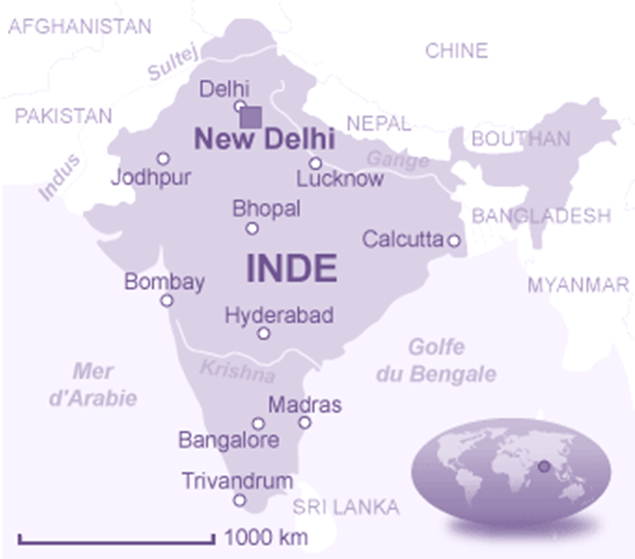 AFGHANISTAN
CHINE
Sultej
Delhi
PAKISTAN
New Delhi
NEPAL
BOUTHAN
Gange
Indus
Jodhpur
Lucknow
Bhopal
BANGLADESH
Calcutta
INDE
Bombay
MYANMAR
Hyderabad
Mer
d'Arabie
Krishna
Golfe
du Bengale
Madras
Bangalore
Trivandrum
SRI LANKA
1000 km